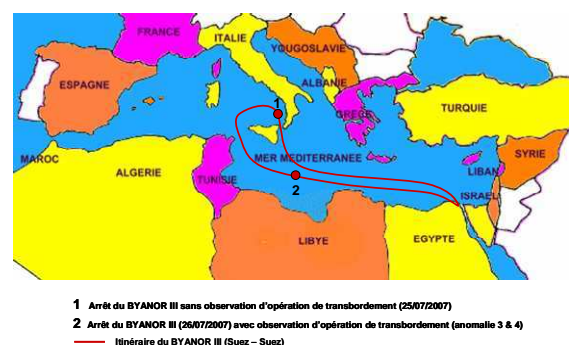 FRANCE
ITALIE
YOUGOSLAVIE
ESPAGNE
ALBANIE
1
GRECE
TURQUIE
MER MEDITERRANEE
SYRIE
MAROC
ALGERIE
TUNISIE
LIBAN
2
ISRAEL
LIBYE
EGYPTE
1 Arrêt du BYANOR III sans observation d'opération de transbordement (25/07/2007)
2 Arrêt du BYANOR III (26/07/2007) avec observation d'opération de transbordement (anomalie 3 & 4)
Itinéraire du BYANOR III (Suez – Suez)